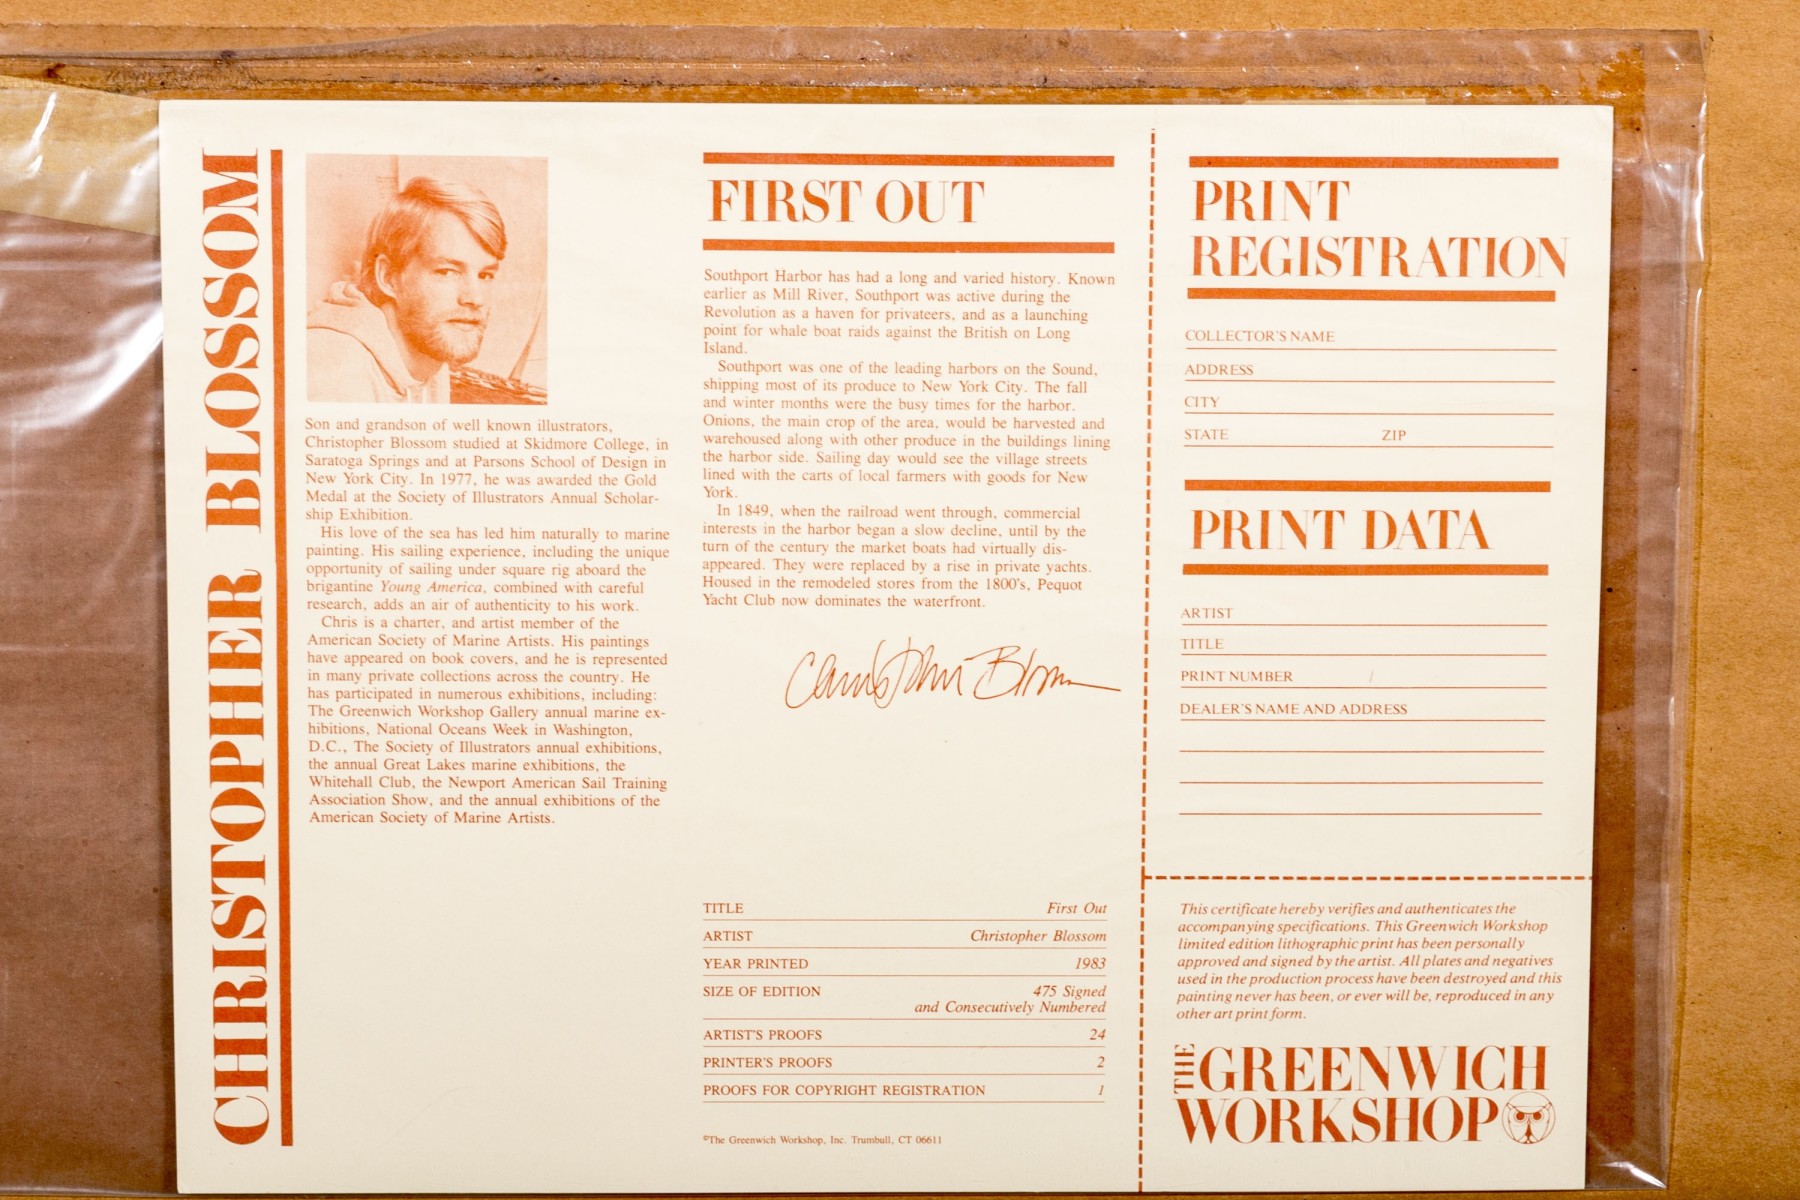 CHRISTOPHER BLOSSOM
Son and grandson of well known illustrators,
Christopher Blossom studied at Skidmore College, in
Saratoga Springs and at Parsons School of Design in
New York City. In 1977, he was awarded the Gold
Medal at the Society of Illustrators Annual Scholar-
ship Exhibition.
His love of the sea has led him naturally to marine
painting. His sailing experience, including the unique
opportunity of sailing under square rig aboard the
brigantine Young America, combined with careful
research, adds an air of authenticity to his work.
Chris is a charter, and artist member of the
American Society of Marine Artists. His paintings
have appeared on book covers, and he is represented
in many private collections across the country. He
has participated in numerous exhibitions, including:
The Greenwich Workshop Gallery annual marine ex-
hibitions, National Oceans Week in Washington,
D.C., The Society of Illustrators annual exhibitions,
the annual Great Lakes marine exhibitions, the
Whitehall Club, the Newport American Sail Training
Association Show, and the annual exhibitions of the
American Society of Marine Artists.
FIRST OUT
Southport Harbor has had a long and varied history. Known
earlier as Mill River, Southport was active during the
Revolution as a haven for privateers, and as a launching
point for whale boat raids against the British on Long
Island.
Southport was one of the leading harbors on the Sound,
shipping most of its produce to New York City. The fall
and winter months were the busy times for the harbor.
Onions, the main crop of the area, would be harvested and
warehoused along with other produce in the buildings lining
the harbor side. Sailing day would see the village streets
lined with the carts of local farmers with goods for New
York.
In 1849, when the railroad went through, commercial
interests in the harbor began a slow decline, until by the
turn of the century the market boats had virtually dis-
appeared. They were replaced by a rise in private yachts.
Housed in the remodeled stores from the 1800's, Pequot
Yacht Club now dominates the waterfront.
Christopher Blossom
TITLE First Out
ARTIST Christopher Blossom
YEAR PRINTED 1983
SIZE OF EDITION 475 Signed
and Consecutively Numbered
ARTIST'S PROOFS 24
PRINTER'S PROOFS 2
PROOFS FOR COPYRIGHT REGISTRATION 1
©The Greenwich Workshop, Inc. Trumbull, CT 06611
PRINT
REGISTRATION
COLLECTOR'S NAME
ADDRESS
CITY
STATE ZIP
PRINT DATA
ARTIST
TITLE
PRINT NUMBER /
DEALER'S NAME AND ADDRESS
This certificate hereby verifies and authenticates the
accompanying specifications. This Greenwich Workshop
limited edition lithographic print has been personally
approved and signed by the artist. All plates and negatives
used in the production process have been destroyed and this
painting never has been, or ever will be, reproduced in any
other art print form.
THE GREENWICH
WORKSHOP